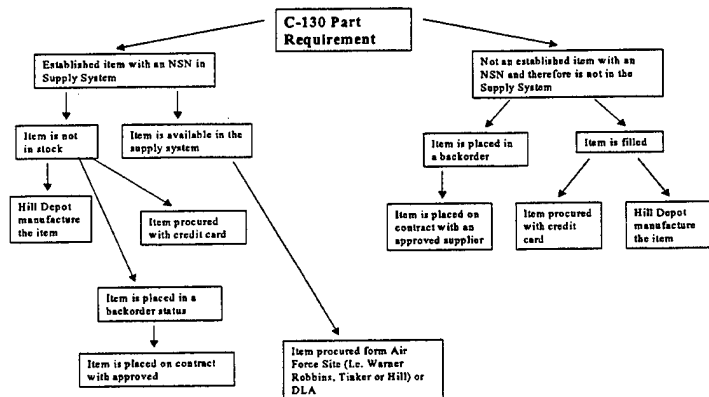 C-130 Part
Requirement
Established item with an NSN in
Supply System
Not an established item with an
NSN and therefore is not in the
Supply System
Item is not
in stock
Item is available in the
supply system
Item is placed in
a backorder
Item is filled
Hill Depot
manufacture
the item
Item procured
with credit card
Item is placed on
contract with an
approved supplier
Item procured
with credit
card
Hill Depot
manufacture
the item
Item is placed in a
backorder status
Item is placed on contract
with approved
Item procured form Air
Force Site (I.e. Warner
Robbins, Tinker or Hill) or
DLA